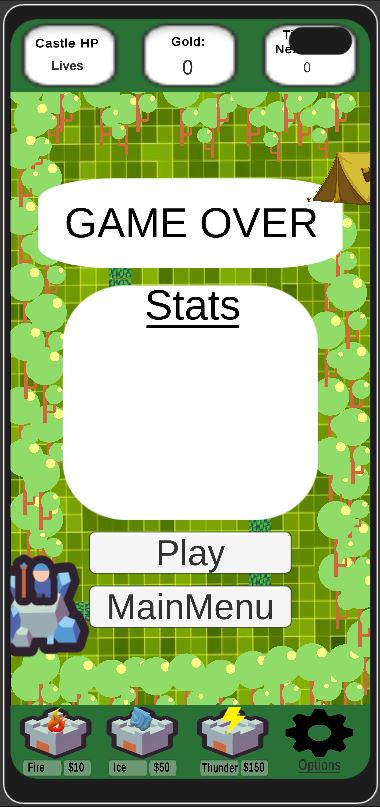 Castle HP
Lives
Gold:
0
0
GAME OVER
Stats
Play
MainMenu
Fire $10
Ice $50
Thunder $150
Options